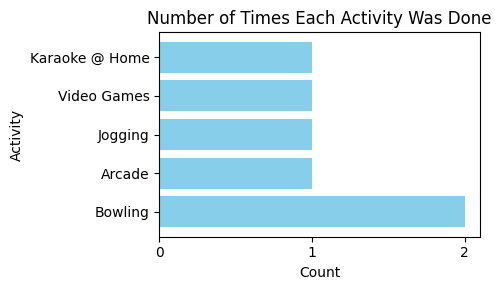 Number of Times Each Activity Was Done
Activity
Karaoke @ Home
Video Games
Jogging
Arcade
Bowling
0 1 2
Count